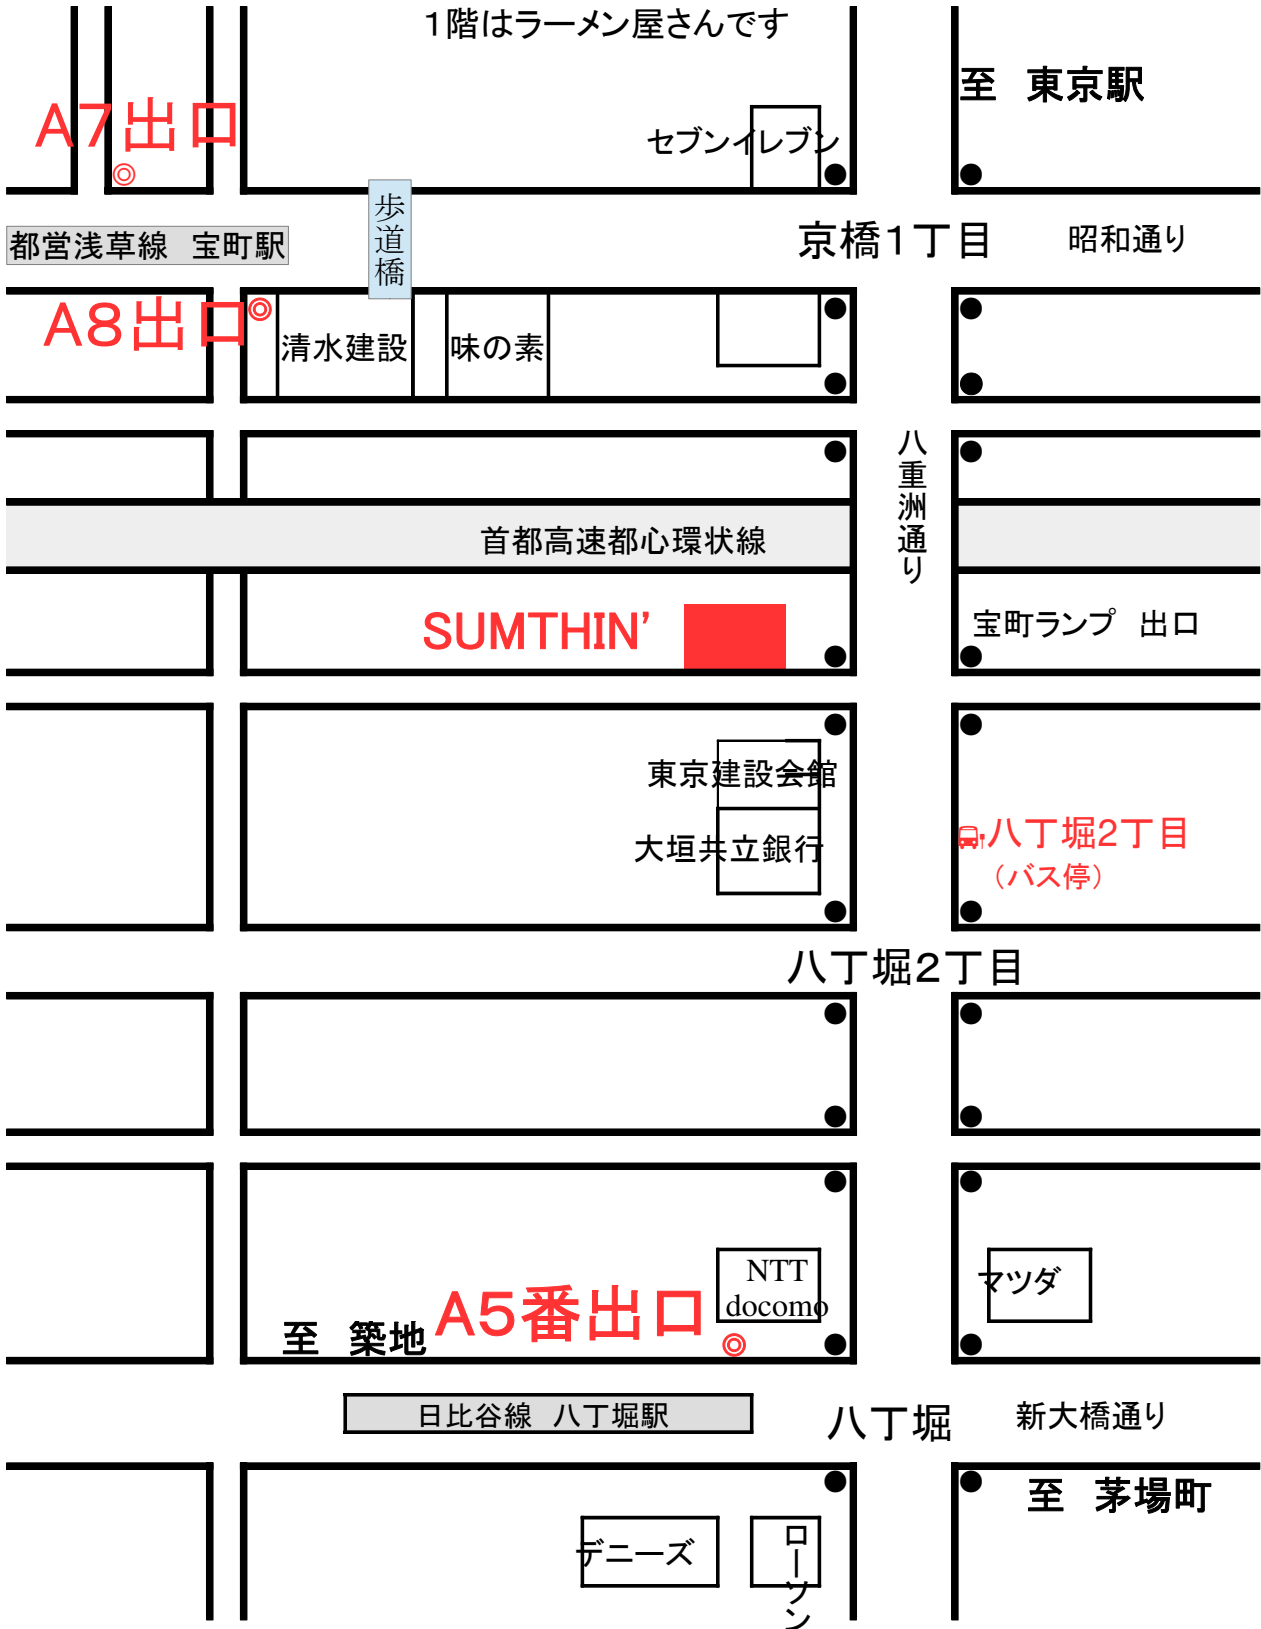 1階はラーメン屋さんです
至　東京駅
A7出口
セブンイレブン
歩道橋
都営浅草線　宝町駅
京橋1丁目
昭和通り
A8出口
清水建設
味の素
八重洲通り
首都高速都心環状線
SUMTHIN'
宝町ランプ　出口
東京建設会館
大垣共立銀行
八丁堀2丁目
（バス停）
八丁堀2丁目
NTT
docomo
マツダ
A5番出口
至　築地
日比谷線　八丁堀駅
八丁堀
新大橋通り
至　茅場町
デニーズ
ローソン